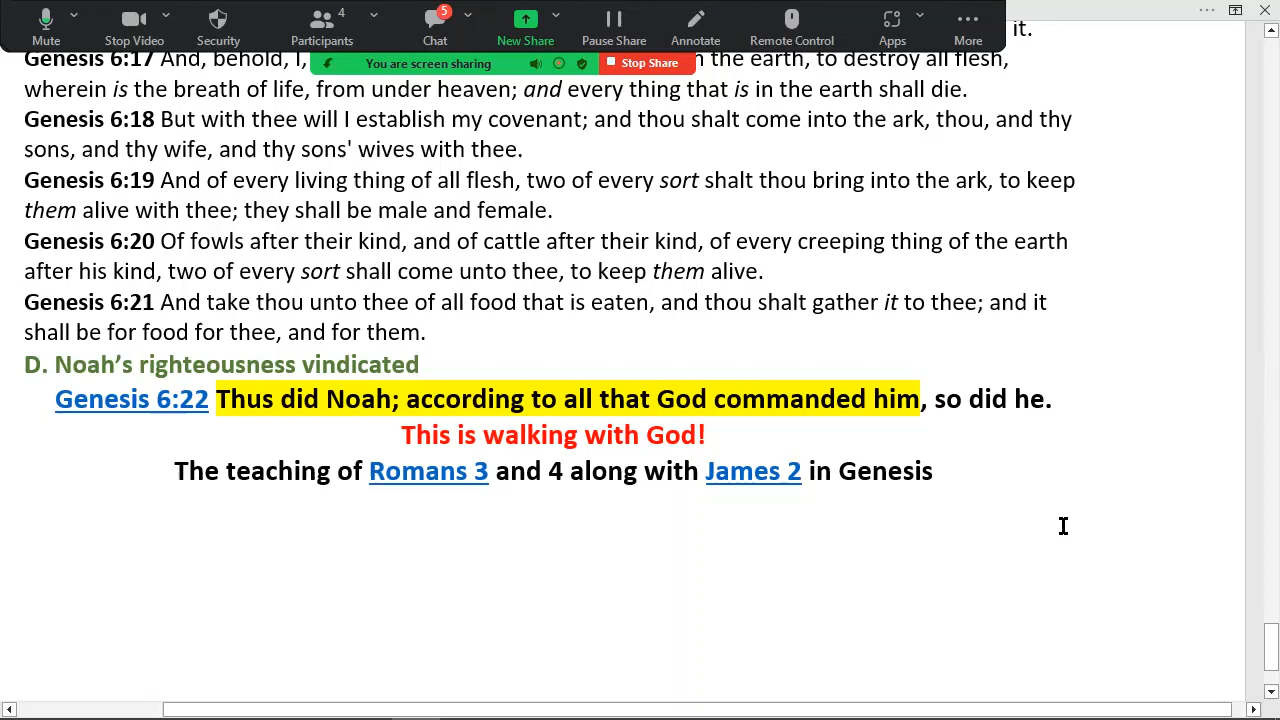 4
5
Mute
Stop Video
Security
Participants
Chat
New Share
Pause Share
Annotate
Remote Control
Apps
More
it.
You are screen sharing
Stop Share
Genesis 6:17 And, behold, I, n the earth, to destroy all flesh,
wherein is the breath of life, from under heaven; and every thing that is in the earth shall die.
Genesis 6:18 But with thee will I establish my covenant; and thou shalt come into the ark, thou, and thy
sons, and thy wife, and thy sons' wives with thee.
Genesis 6:19 And of every living thing of all flesh, two of every sort shalt thou bring into the ark, to keep
them alive with thee; they shall be male and female.
Genesis 6:20 Of fowls after their kind, and of cattle after their kind, of every creeping thing of the earth
after his kind, two of every sort shall come unto thee, to keep them alive.
Genesis 6:21 And take thou unto thee of all food that is eaten, and thou shalt gather it to thee; and it
shall be for food for thee, and for them.
D. Noah’s righteousness vindicated
Genesis 6:22 Thus did Noah; according to all that God commanded him, so did he.
This is walking with God!
The teaching of Romans 3 and 4 along with James 2 in Genesis